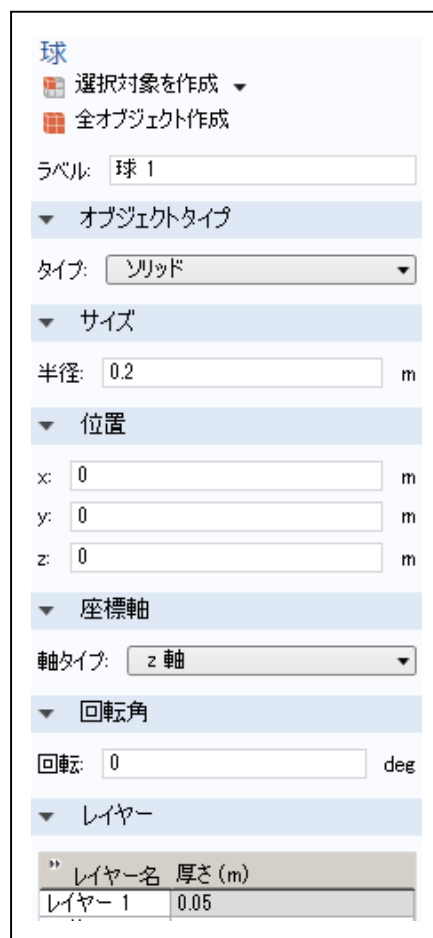 球
選択対象を作成
全オブジェクト作成
ラベル: 球 1
オブジェクトタイプ
タイプ: ソリッド
サイズ
半径: 0.2 m
位置
x: 0 m
y: 0 m
z: 0 m
座標軸
軸タイプ: z 軸
回転角
回転: 0 deg
レイヤー
レイヤー名 厚さ (m)
レイヤー 1 0.05